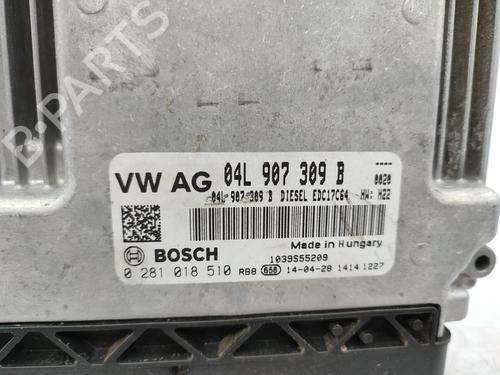 B-PARTS
VW AG 04L 907 309 B ----
0020
04L 907 309 B DIESEL EDC17C64 HW: H22
Made in Hungary
BOSCH 1039S55209
0 281 018 510 RBB 656 14-04-28 1414 1227